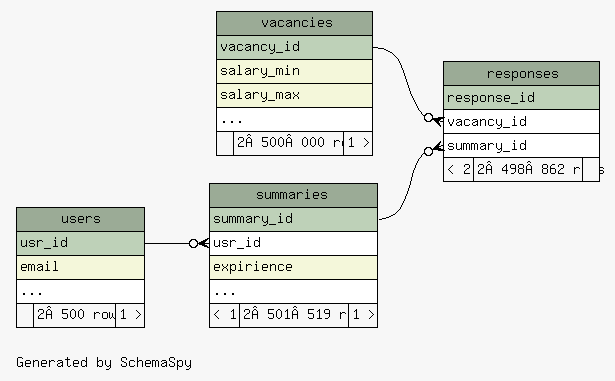 vacancies
vacancy_id
salary_min
salary_max
...
2Â 500Â 000 ro
1 >
responses
response_id
vacancy_id
summary_id
< 2
2Â 498Â 862 r s
summaries
summary_id
usr_id
expirience
...
< 1
2Â 501Â 519 r
1 >
users
usr_id
email
...
2Â 500 row
1 >
Generated by SchemaSpy